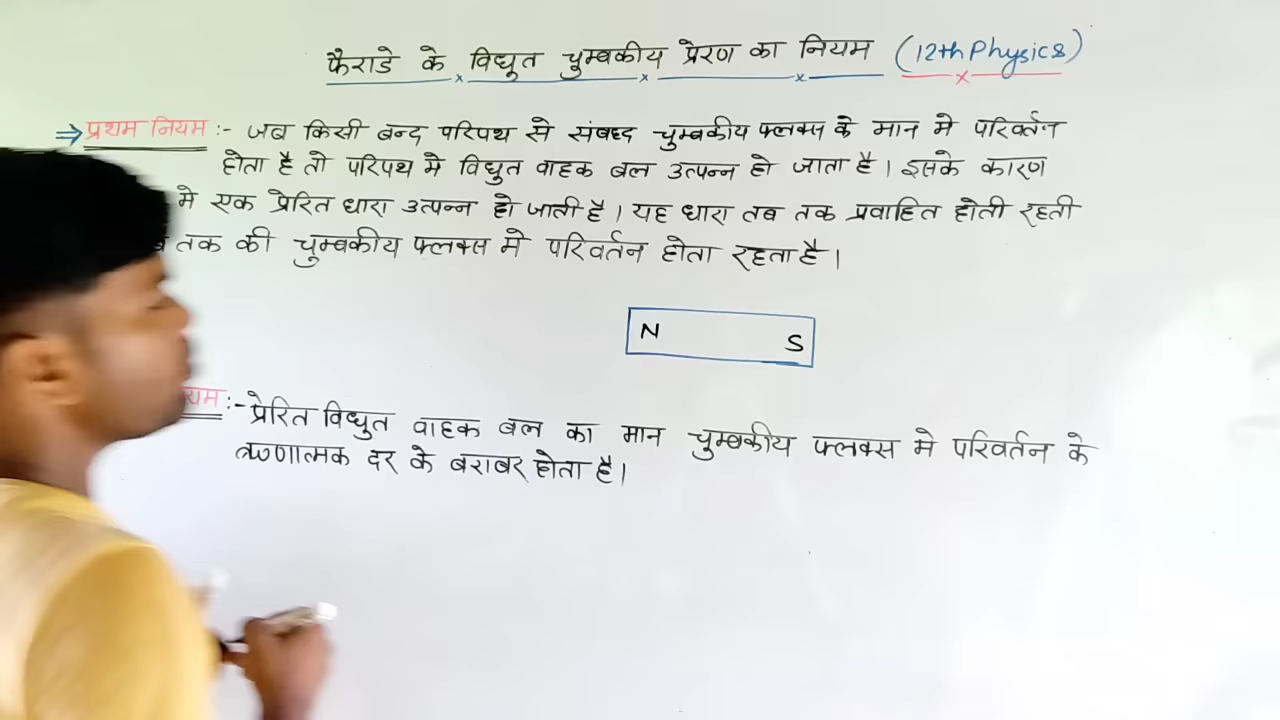 फैराडे के विधुत चुम्बकीय प्रेरण का नियम (12th Physics)
⇒ प्रथम नियम :- जब किसी बन्द परिपथ से संबध्द चुम्बकीय फ्लक्स के मान मे परिवर्तन
होता है तो परिपथ मे विधुत वाहक बल उत्पन्न हो जाता है। इसके कारण
मे एक प्रेरित धारा उत्पन्न हो जाती है। यह धारा तब तक प्रवाहित होती रहती
तक की चुम्बकीय फ्लक्स मे परिवर्तन होता रहता है।
N S
:- प्रेरित विधुत वाहक बल का मान चुम्बकीय फ्लक्स मे परिवर्तन के
ऋणात्मक दर के बराबर होता है।